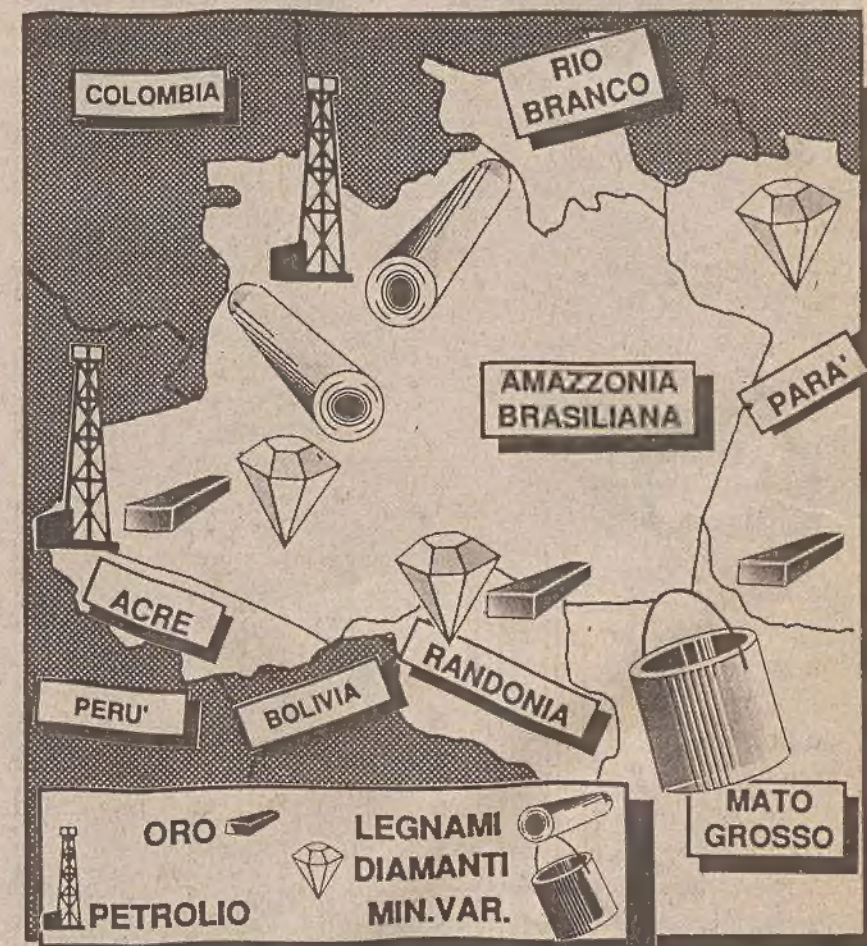 COLOMBIA
RIO
BRANCO
AMAZZONIA
BRASILIANA
PARA'
ACRE
RANDONIA
PERU'
BOLIVIA
MATO
GROSSO
ORO
LEGNAMI
DIAMANTI
PETROLIO
MIN.VAR.